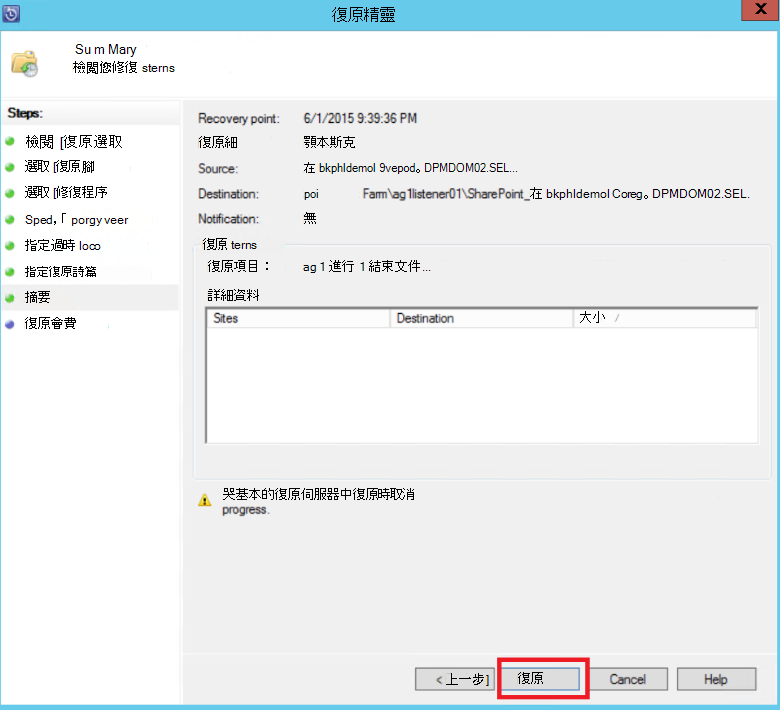 復原精靈
X
Su m Mary
檢閱您修復 sterns
Steps:
檢閱 [復原選取
選取 [復原腳
選取 [修復程序
Sped,「 porgy veer
指定過時 loco
指定復原詩篇
摘要
復原會費
Recovery point: 6/1/2015 9:39:36 PM
復原細 顎本斯克
Source: 在 bkphldemol 9vepod。DPMDOM02.SEL...
Destination: poi Farm\ag1listener01\SharePoint_在 bkphldemol Coreg。DPMDOM02.SEL.
Notification: 無
復原 terns
復原項目： ag 1 進行 1 結束文件...
詳細資料
Sites Destination 大小 /
哭基本的復原伺服器中復原時取消
progress.
< 上一步] 復原 Cancel Help